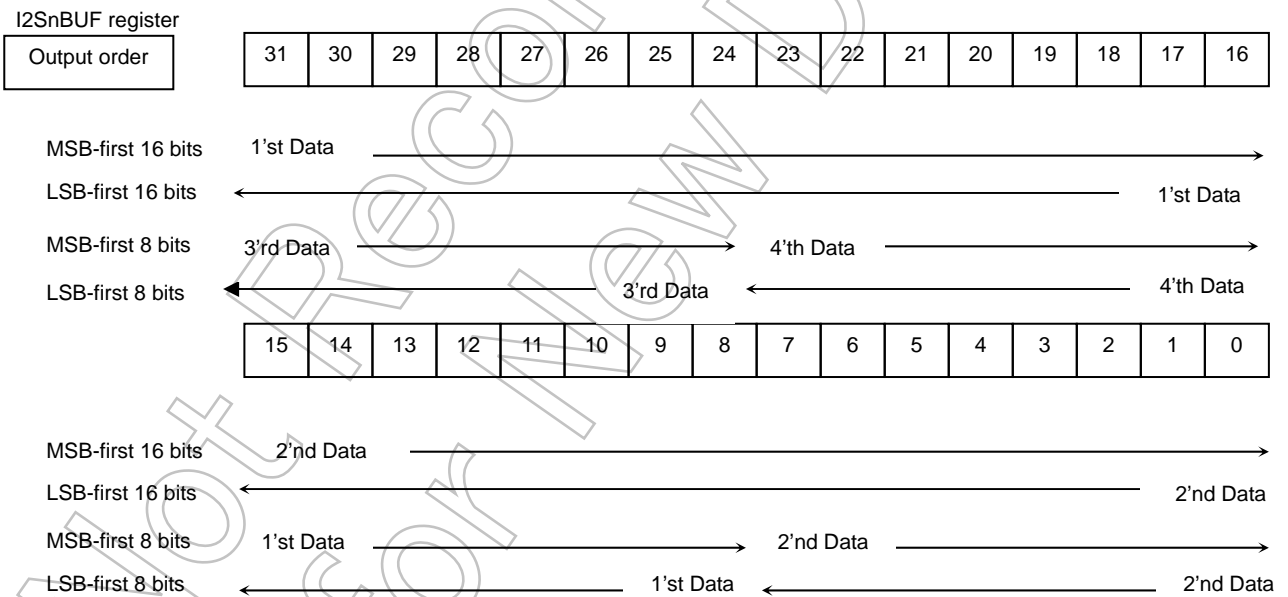 I2SnBUF register
Output order
31 30 29 28 27 26 25 24 23 22 21 20 19 18 17 16
MSB-first 16 bits 1'st Data
LSB-first 16 bits 1'st Data
MSB-first 8 bits 3'rd Data 4'th Data
LSB-first 8 bits 3'rd Data 4'th Data
15 14 13 12 11 10 9 8 7 6 5 4 3 2 1 0
MSB-first 16 bits 2'nd Data
LSB-first 16 bits 2'nd Data
MSB-first 8 bits 1'st Data 2'nd Data
LSB-first 8 bits 1'st Data 2'nd Data
Not Recom
for New D